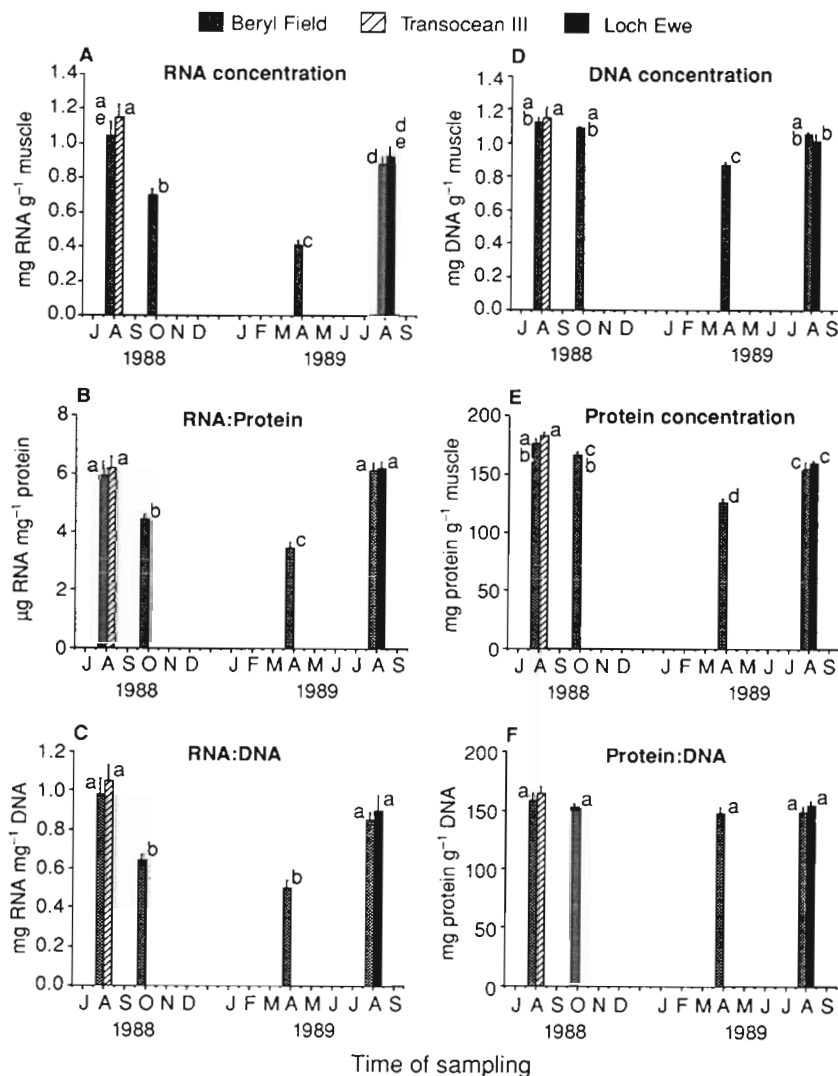 Beryl Field Transocean III Loch Ewe
A
RNA concentration
mg RNA g⁻¹ muscle
1.4
1.2
1.0
0.8
0.6
0.4
0.2
0.0
a
e
a
b
c
d
d
e
J A S O N D J F M A M J J A S
1988 1989
D
DNA concentration
mg DNA g⁻¹ muscle
1.4
1.2
1.0
0.8
0.6
0.4
0.2
0.0
a
b
a
a
b
c
a
b
b
J A S O N D J F M A M J J A S
1988 1989
B
RNA:Protein
µg RNA mg⁻¹ protein
8
6
4
2
0
a a b c a a
J A S O N D J F M A M J J A S
1988 1989
E
Protein concentration
mg protein g⁻¹ muscle
200
150
100
50
0
a
b
a
c
b
d
c c
J A S O N D J F M A M J J A S
1988 1989
C
RNA:DNA
mg RNA mg⁻¹ DNA
1.2
1.0
0.8
0.6
0.4
0.2
0.0
a a b b a a
J A S O N D J F M A M J J A S
1988 1989
F
Protein:DNA
mg protein g⁻¹ DNA
200
150
100
50
0
a a a a a a
J A S O N D J F M A M J J A S
1988 1989
Time of sampling